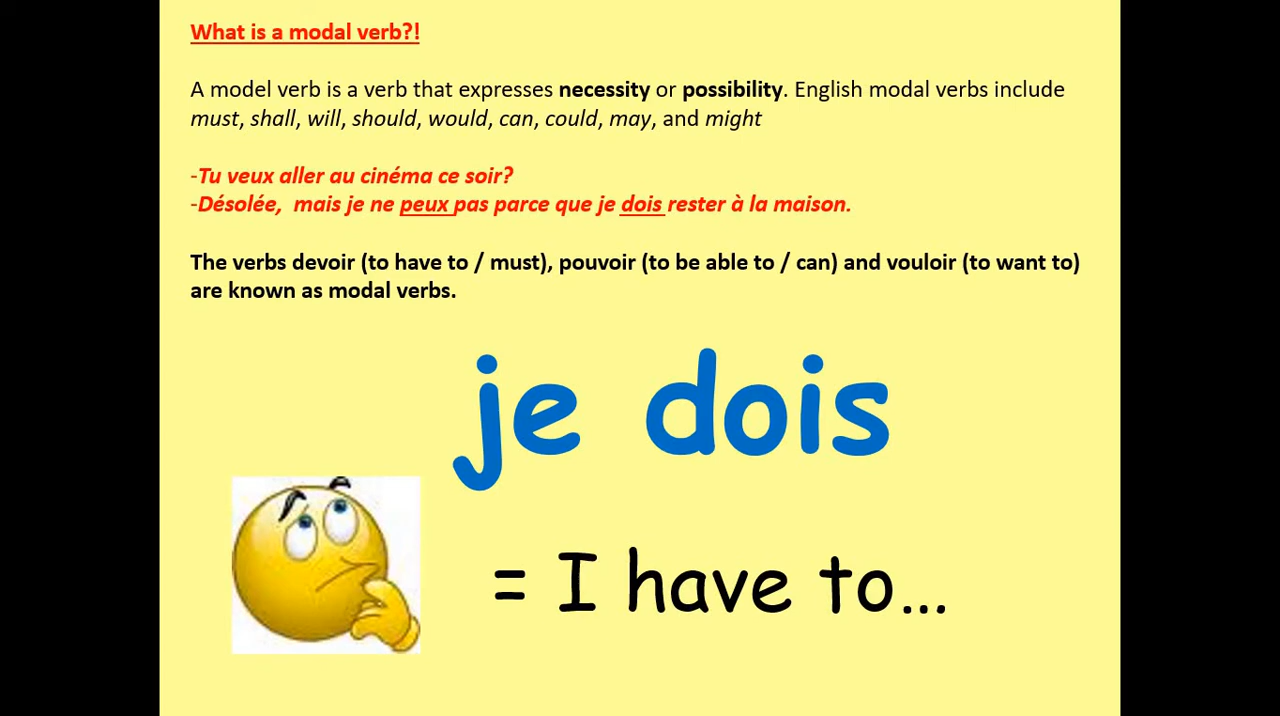 What is a modal verb?!
A model verb is a verb that expresses necessity or possibility. English modal verbs include
must, shall, will, should, would, can, could, may, and might
-Tu veux aller au cinéma ce soir?
-Désolée, mais je ne peux pas parce que je dois rester à la maison.
The verbs devoir (to have to / must), pouvoir (to be able to / can) and vouloir (to want to)
are known as modal verbs.
je dois
= I have to...